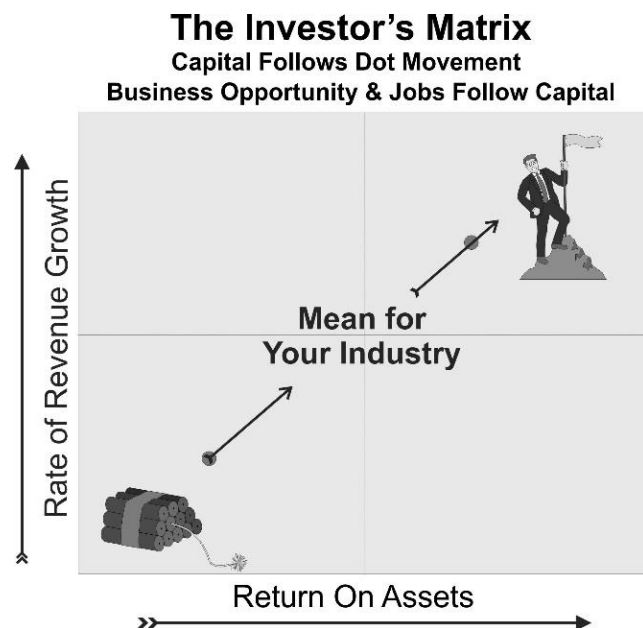 The Investor's Matrix
Capital Follows Dot Movement
Business Opportunity & Jobs Follow Capital
Rate of Revenue Growth
Mean for
Your Industry
Return On Assets